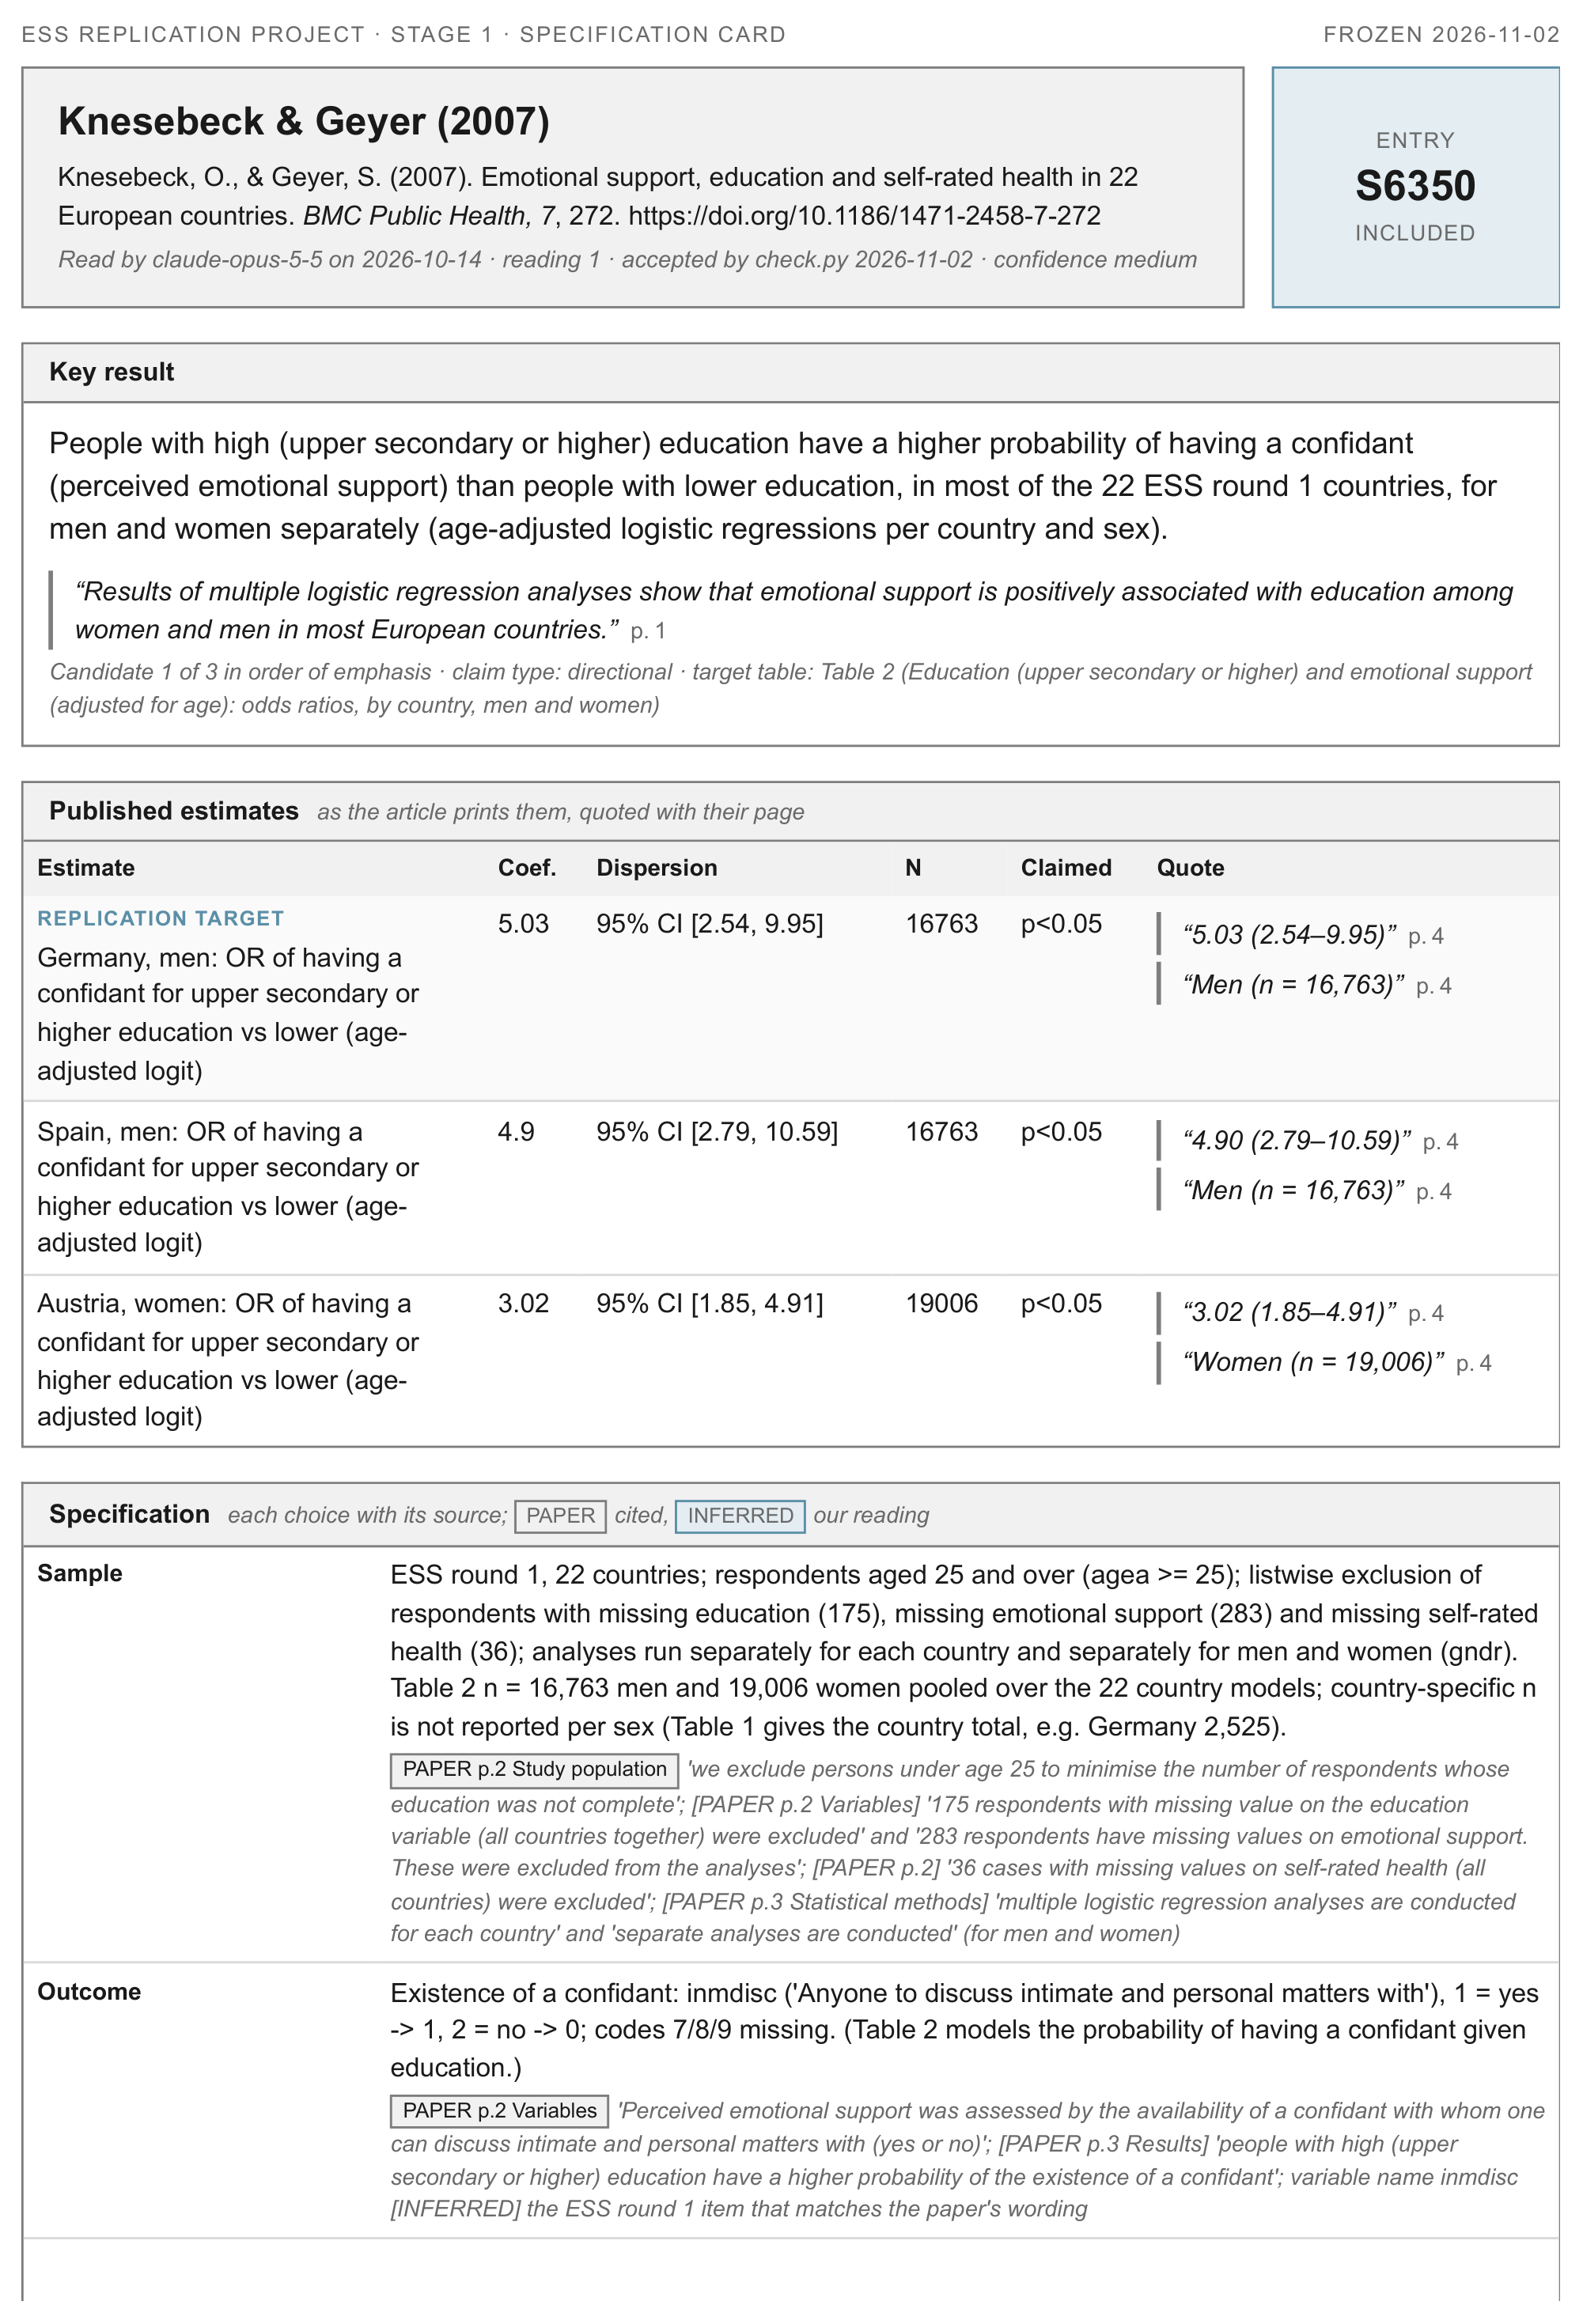 ESS REPLICATION PROJECT · STAGE 1 · SPECIFICATION CARD
FROZEN 2026-11-02
Knesebeck & Geyer (2007)
Knesebeck, O., & Geyer, S. (2007). Emotional support, education and self-rated health in 22
European countries. BMC Public Health, 7, 272. https://doi.org/10.1186/1471-2458-7-272
Read by claude-opus-5-5 on 2026-10-14 · reading 1 · accepted by check.py 2026-11-02 · confidence medium
ENTRY
S6350
INCLUDED
Key result
People with high (upper secondary or higher) education have a higher probability of having a confidant
(perceived emotional support) than people with lower education, in most of the 22 ESS round 1 countries, for
men and women separately (age-adjusted logistic regressions per country and sex).
“Results of multiple logistic regression analyses show that emotional support is positively associated with education among
women and men in most European countries.” p. 1
Candidate 1 of 3 in order of emphasis · claim type: directional · target table: Table 2 (Education (upper secondary or higher) and emotional support
(adjusted for age): odds ratios, by country, men and women)
Published estimates as the article prints them, quoted with their page
Estimate Coef. Dispersion N Claimed Quote
REPLICATION TARGET
Germany, men: OR of having a
confidant for upper secondary or
higher education vs lower (age-
adjusted logit)
5.03 95% CI [2.54, 9.95] 16763 p<0.05
“5.03 (2.54–9.95)” p. 4
“Men (n = 16,763)” p. 4
Spain, men: OR of having a
confidant for upper secondary or
higher education vs lower (age-
adjusted logit)
4.9 95% CI [2.79, 10.59] 16763 p<0.05
“4.90 (2.79–10.59)” p. 4
“Men (n = 16,763)” p. 4
Austria, women: OR of having a
confidant for upper secondary or
higher education vs lower (age-
adjusted logit)
3.02 95% CI [1.85, 4.91] 19006 p<0.05
“3.02 (1.85–4.91)” p. 4
“Women (n = 19,006)” p. 4
Specification each choice with its source; PAPER cited, INFERRED our reading
Sample
ESS round 1, 22 countries; respondents aged 25 and over (agea >= 25); listwise exclusion of
respondents with missing education (175), missing emotional support (283) and missing self-rated
health (36); analyses run separately for each country and separately for men and women (gndr).
Table 2 n = 16,763 men and 19,006 women pooled over the 22 country models; country-specific n
is not reported per sex (Table 1 gives the country total, e.g. Germany 2,525).
PAPER p.2 Study population 'we exclude persons under age 25 to minimise the number of respondents whose
education was not complete'; [PAPER p.2 Variables] '175 respondents with missing value on the education
variable (all countries together) were excluded' and '283 respondents have missing values on emotional support.
These were excluded from the analyses'; [PAPER p.2] '36 cases with missing values on self-rated health (all
countries) were excluded'; [PAPER p.3 Statistical methods] 'multiple logistic regression analyses are conducted
for each country' and 'separate analyses are conducted' (for men and women)
Outcome
Existence of a confidant: inmdisc ('Anyone to discuss intimate and personal matters with'), 1 = yes
-> 1, 2 = no -> 0; codes 7/8/9 missing. (Table 2 models the probability of having a confidant given
education.)
PAPER p.2 Variables 'Perceived emotional support was assessed by the availability of a confidant with whom one
can discuss intimate and personal matters with (yes or no)'; [PAPER p.3 Results] 'people with high (upper
secondary or higher) education have a higher probability of the existence of a confidant'; variable name inmdisc
[INFERRED] the ESS round 1 item that matches the paper's wording